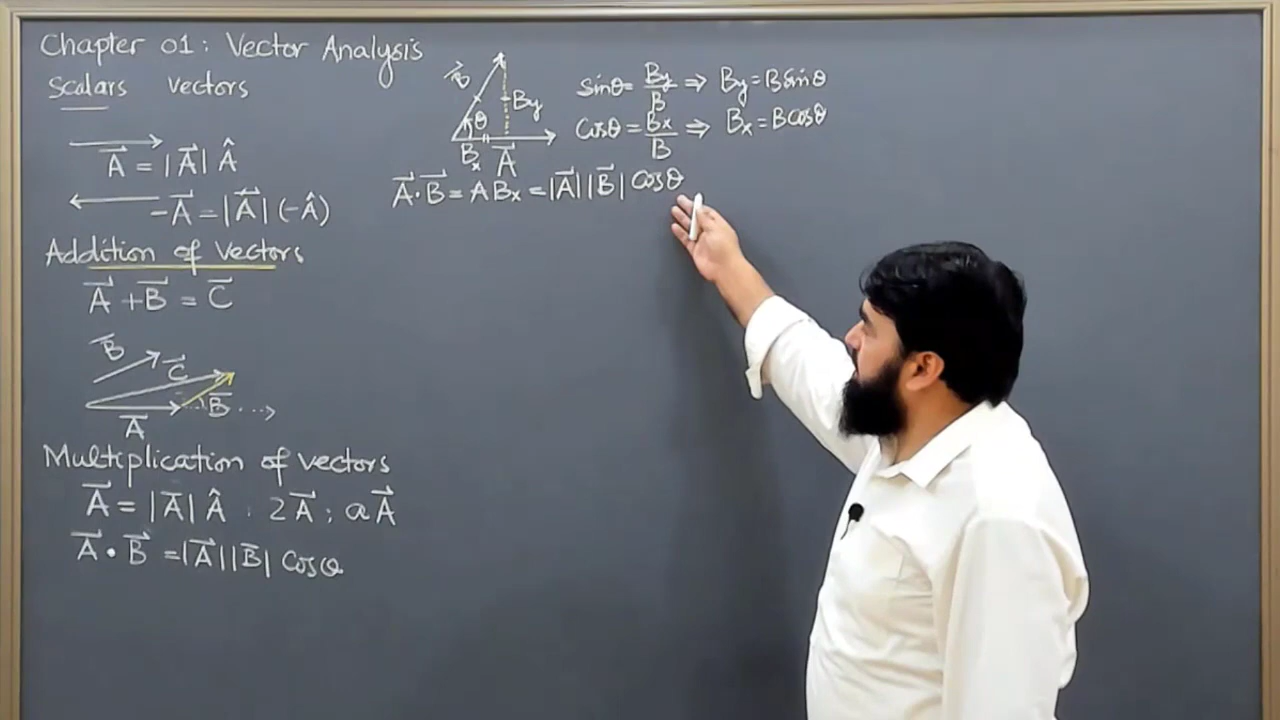 Chapter 01: Vector Analysis
Scalars Vectors
A⃗ = |A⃗| Â
-A⃗ = |A⃗| (-Â)
Addition of Vectors
A⃗ + B⃗ = C⃗
B⃗
C⃗
B⃗
A⃗
Multiplication of vectors
A⃗ = |A⃗| Â . 2A⃗ ; aA⃗
A⃗ • B⃗ = |A⃗||B⃗| Cosθ
B⃗
By
θ
Bx A⃗
Sinθ = By/B ⇒ By = B Sinθ
Cosθ = Bx/B ⇒ Bx = B Cosθ
A⃗ · B⃗ = A Bx = |A⃗||B⃗| Cosθ